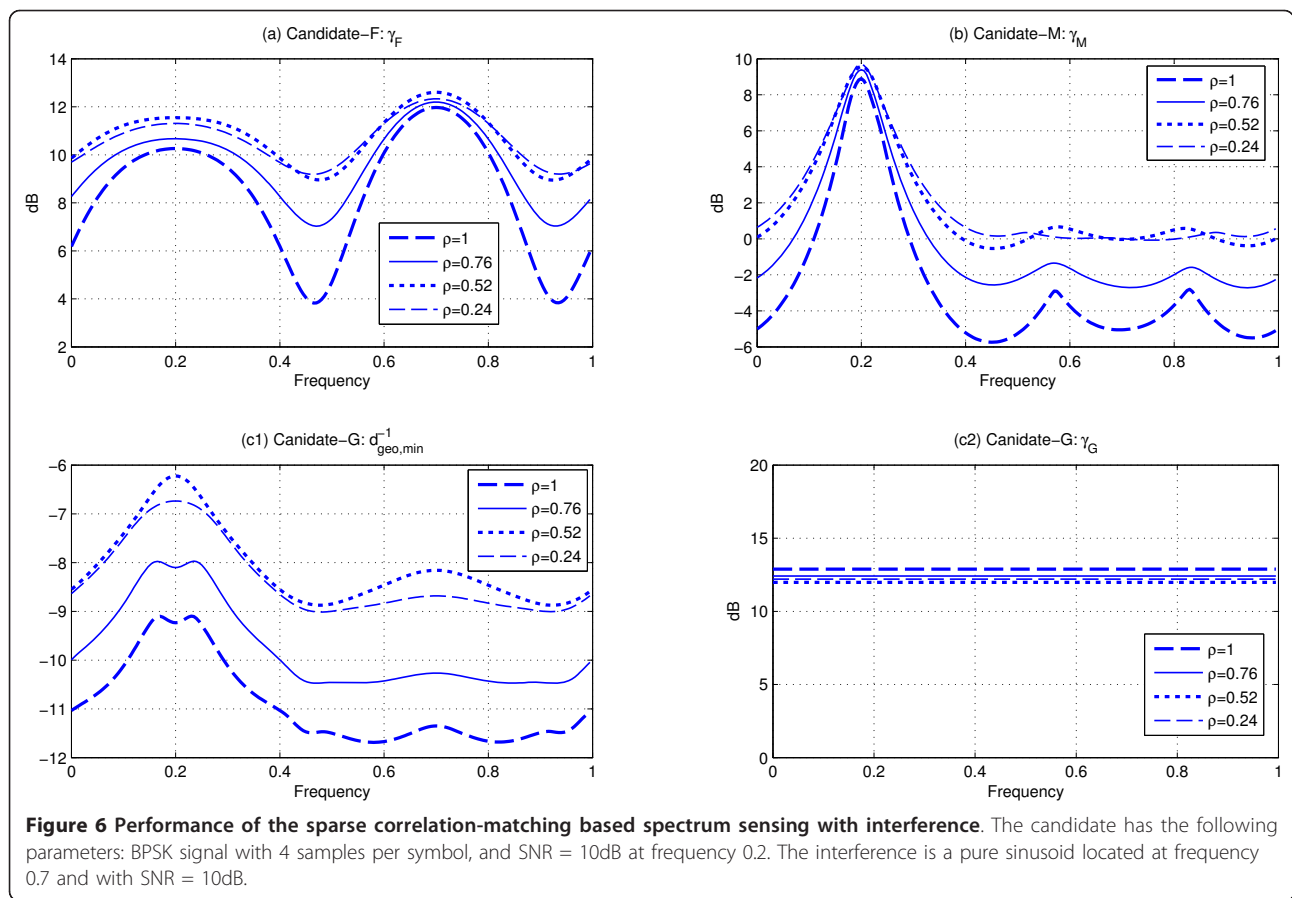 (a) Candidate−F: γF
dB
12
10
8
6
4
2
0 0.2 0.4 0.6 0.8 1
Frequency
ρ=1
ρ=0.76
ρ=0.52
ρ=0.24
(b) Canidate−M: γM
dB
10
8
6
4
2
0
−2
−4
−6
0 0.2 0.4 0.6 0.8 1
Frequency
ρ=1
ρ=0.76
ρ=0.52
ρ=0.24
(c1) Canidate−G: d−1geo,min
−6
−7
−8
−9
−10
−11
−12
0 0.2 0.4 0.6 0.8 1
Frequency
ρ=1
ρ=0.76
ρ=0.52
ρ=0.24
(c2) Canidate−G: γG
dB
20
15
10
5
0
0 0.2 0.4 0.6 0.8 1
Frequency
ρ=1
ρ=0.76
ρ=0.52
ρ=0.24
Figure 6 Performance of the sparse correlation-matching based spectrum sensing with interference. The candidate has the following
parameters: BPSK signal with 4 samples per symbol, and SNR = 10dB at frequency 0.2. The interference is a pure sinusoid located at frequency
0.7 and with SNR = 10dB.